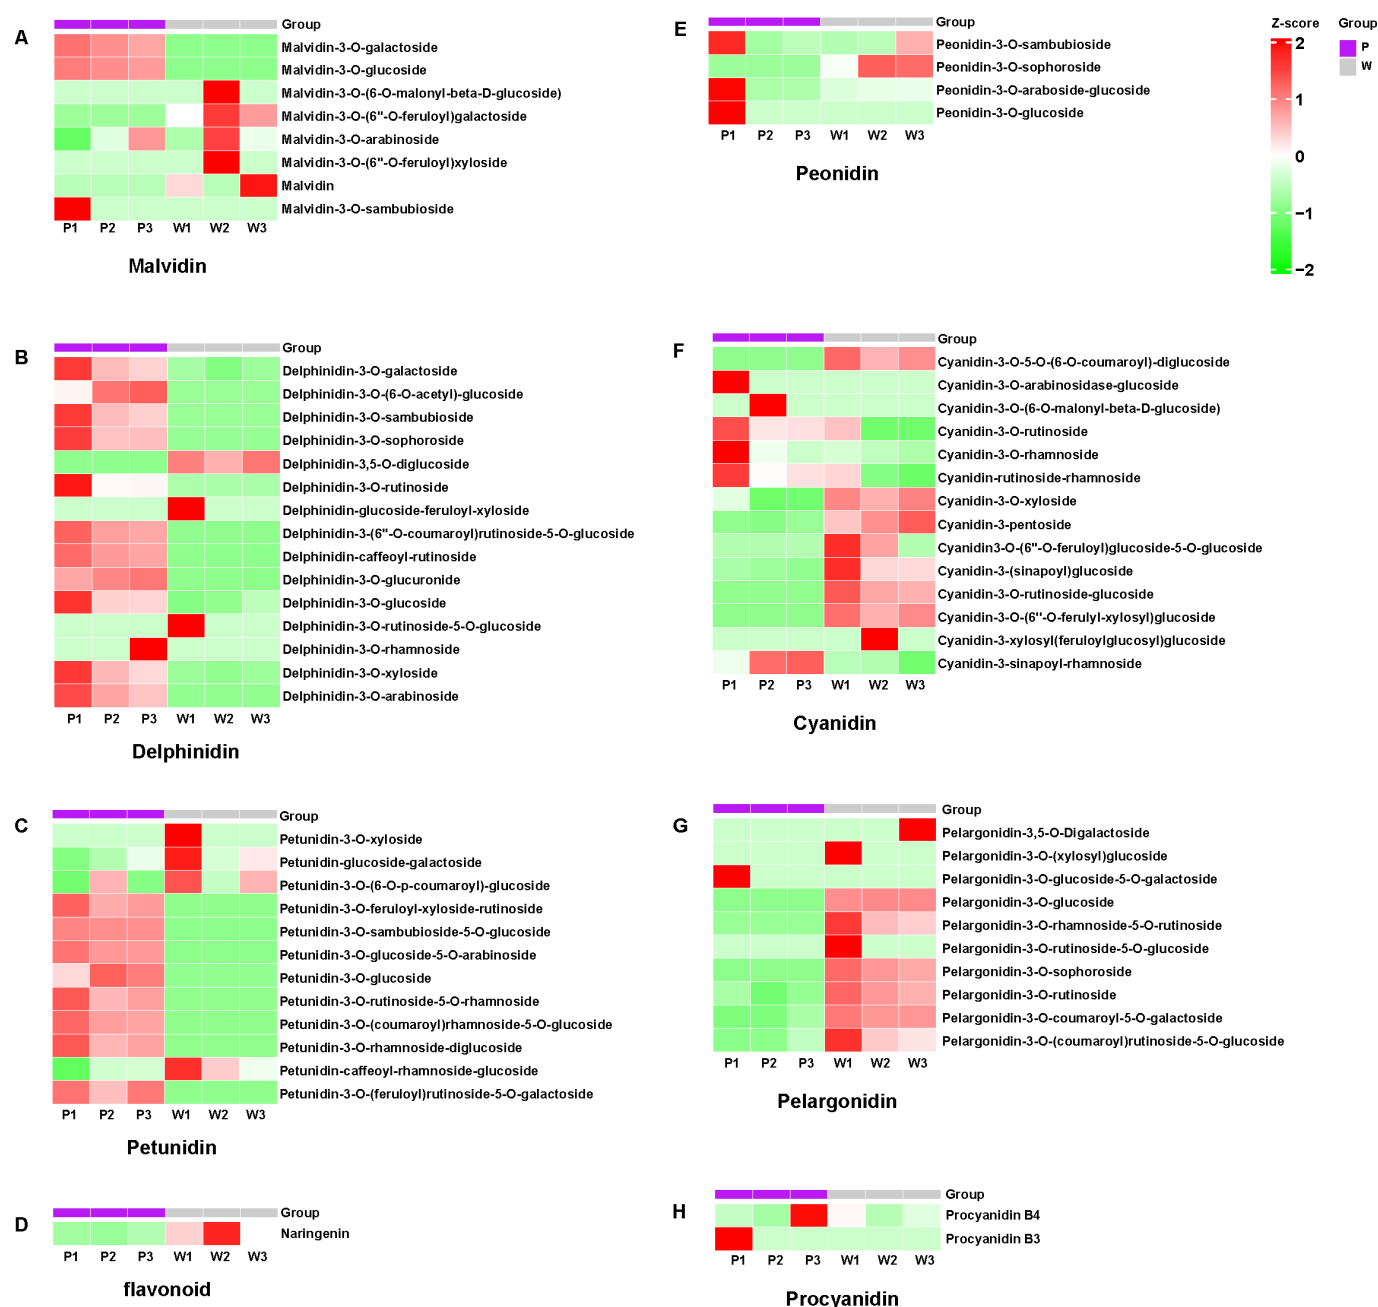 A
Group
Malvidin-3-O-galactoside
Malvidin-3-O-glucoside
Malvidin-3-O-(6-O-malonyl-beta-D-glucoside)
Malvidin-3-O-(6"-O-feruloyl)galactoside
Malvidin-3-O-arabinoside
Malvidin-3-O-(6"-O-feruloyl)xyloside
Malvidin
Malvidin-3-O-sambubioside
P1 P2 P3 W1 W2 W3
Malvidin
E
Group
Peonidin-3-O-sambubioside
Peonidin-3-O-sophoroside
Peonidin-3-O-araboside-glucoside
Peonidin-3-O-glucoside
P1 P2 P3 W1 W2 W3
Peonidin
Z-score
2
1
0
−1
−2
Group
P
W
B
Group
Delphinidin-3-O-galactoside
Delphinidin-3-O-(6-O-acetyl)-glucoside
Delphinidin-3-O-sambubioside
Delphinidin-3-O-sophoroside
Delphinidin-3,5-O-diglucoside
Delphinidin-3-O-rutinoside
Delphinidin-glucoside-feruloyl-xyloside
Delphinidin-3-(6"-O-coumaroyl)rutinoside-5-O-glucoside
Delphinidin-caffeoyl-rutinoside
Delphinidin-3-O-glucuronide
Delphinidin-3-O-glucoside
Delphinidin-3-O-rutinoside-5-O-glucoside
Delphinidin-3-O-rhamnoside
Delphinidin-3-O-xyloside
Delphinidin-3-O-arabinoside
P1 P2 P3 W1 W2 W3
Delphinidin
F
Group
Cyanidin-3-O-5-O-(6-O-coumaroyl)-diglucoside
Cyanidin-3-O-arabinosidase-glucoside
Cyanidin-3-O-(6-O-malonyl-beta-D-glucoside)
Cyanidin-3-O-rutinoside
Cyanidin-3-O-rhamnoside
Cyanidin-rutinoside-rhamnoside
Cyanidin-3-O-xyloside
Cyanidin-3-pentoside
Cyanidin3-O-(6"-O-feruloyl)glucoside-5-O-glucoside
Cyanidin-3-(sinapoyl)glucoside
Cyanidin-3-O-rutinoside-glucoside
Cyanidin-3-O-(6"-O-ferulyl-xylosyl)glucoside
Cyanidin-3-xylosyl(feruloylglucosyl)glucoside
Cyanidin-3-sinapoyl-rhamnoside
P1 P2 P3 W1 W2 W3
Cyanidin
C
Group
Petunidin-3-O-xyloside
Petunidin-glucoside-galactoside
Petunidin-3-O-(6-O-p-coumaroyl)-glucoside
Petunidin-3-O-feruloyl-xyloside-rutinoside
Petunidin-3-O-sambubioside-5-O-glucoside
Petunidin-3-O-glucoside-5-O-arabinoside
Petunidin-3-O-glucoside
Petunidin-3-O-rutinoside-5-O-rhamnoside
Petunidin-3-O-(coumaroyl)rhamnoside-5-O-glucoside
Petunidin-3-O-rhamnoside-diglucoside
Petunidin-caffeoyl-rhamnoside-glucoside
Petunidin-3-O-(feruloyl)rutinoside-5-O-galactoside
P1 P2 P3 W1 W2 W3
Petunidin
G
Group
Pelargonidin-3,5-O-Digalactoside
Pelargonidin-3-O-(xylosyl)glucoside
Pelargonidin-3-O-glucoside-5-O-galactoside
Pelargonidin-3-O-glucoside
Pelargonidin-3-O-rhamnoside-5-O-rutinoside
Pelargonidin-3-O-rutinoside-5-O-glucoside
Pelargonidin-3-O-sophoroside
Pelargonidin-3-O-rutinoside
Pelargonidin-3-O-coumaroyl-5-O-galactoside
Pelargonidin-3-O-(coumaroyl)rutinoside-5-O-glucoside
P1 P2 P3 W1 W2 W3
Pelargonidin
D
Group
Naringenin
P1 P2 P3 W1 W2 W3
flavonoid
H
Group
Procyanidin B4
Procyanidin B3
P1 P2 P3 W1 W2 W3
Procyanidin